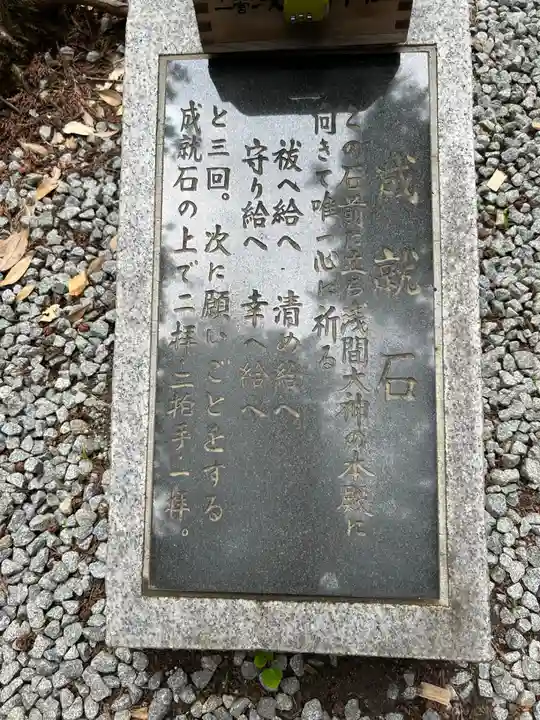 成就石
この石前に立ち浅間大神の本殿に
向きて唯一心に祈る
祓へ給へ 清め給へ
守り給へ 幸へ給へ
と三回。次に願いごとをする
成就石の上で二拝・二拍手一拝。